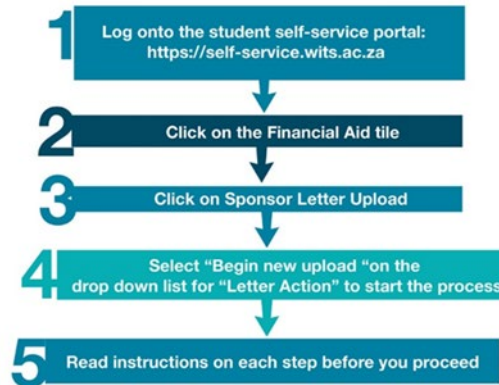 1
Log onto the student self-service portal:
https://self-service.wits.ac.za
2
Click on the Financial Aid tile
3
Click on Sponsor Letter Upload
4
Select “Begin new upload “on the
drop down list for “Letter Action” to start the process
5
Read instructions on each step before you proceed